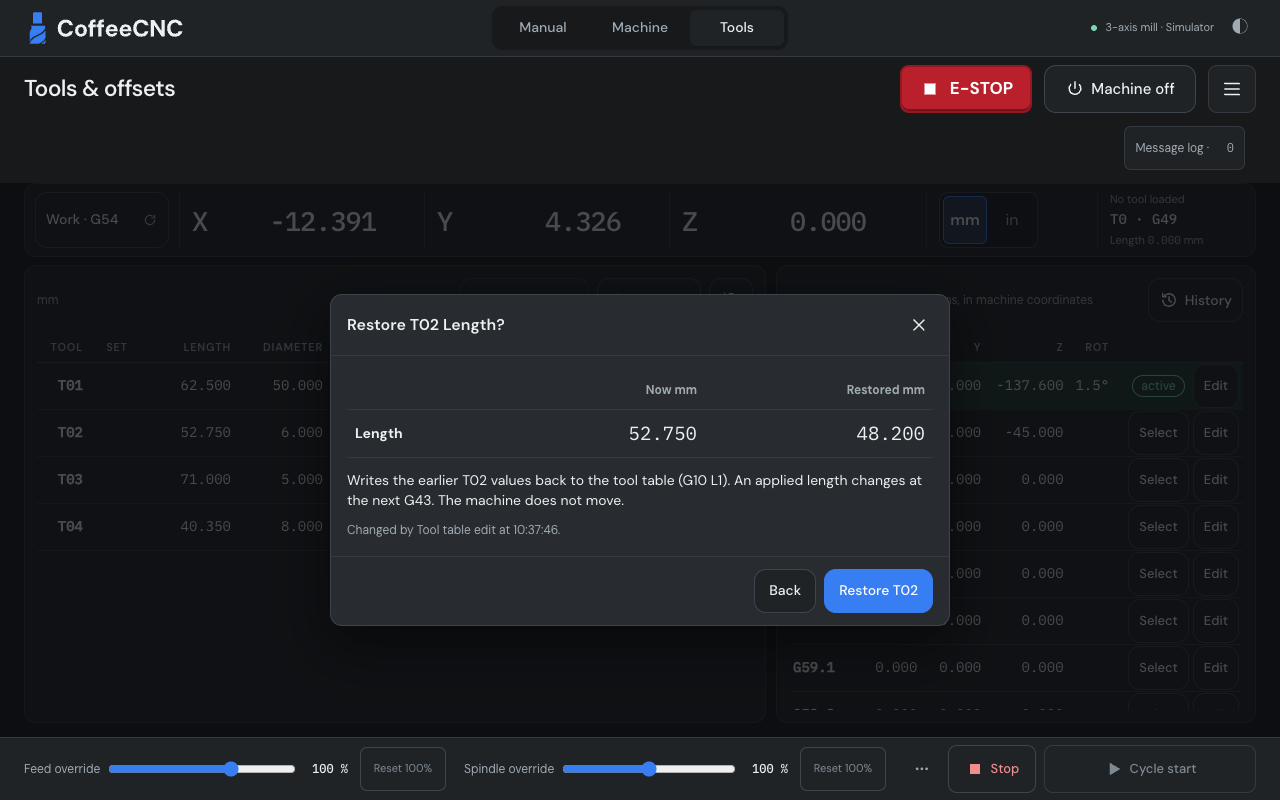 CoffeeCNC
Manual Machine Tools
3-axis mill · Simulator
Tools & offsets
E-STOP
Machine off
Message log · 0
Work · G54
X -12.391 Y 4.326 Z 0.000
mm in
No tool loaded
T0 · G49
Length 0.000 mm
mm
, in machine coordinates
History
TOOL SET LENGTH DIAMETER
Y Z ROT
T01 62.500 50.000
.000 -137.600 1.5° active Edit
T02 52.750 6.000
.000 -45.000 Select Edit
T03 71.000 5.000
.000 0.000 Select Edit
T04 40.350 8.000
.000 0.000 Select Edit
.000 0.000 Select Edit
.000 0.000 Select Edit
G59.1 0.000 0.000 0.000 Select Edit
Restore T02 Length?
Now mm Restored mm
Length 52.750 48.200
Writes the earlier T02 values back to the tool table (G10 L1). An applied length changes at
the next G43. The machine does not move.
Changed by Tool table edit at 10:37:46.
Back Restore T02
Feed override 100 % Reset 100%
Spindle override 100 % Reset 100%
Stop
Cycle start